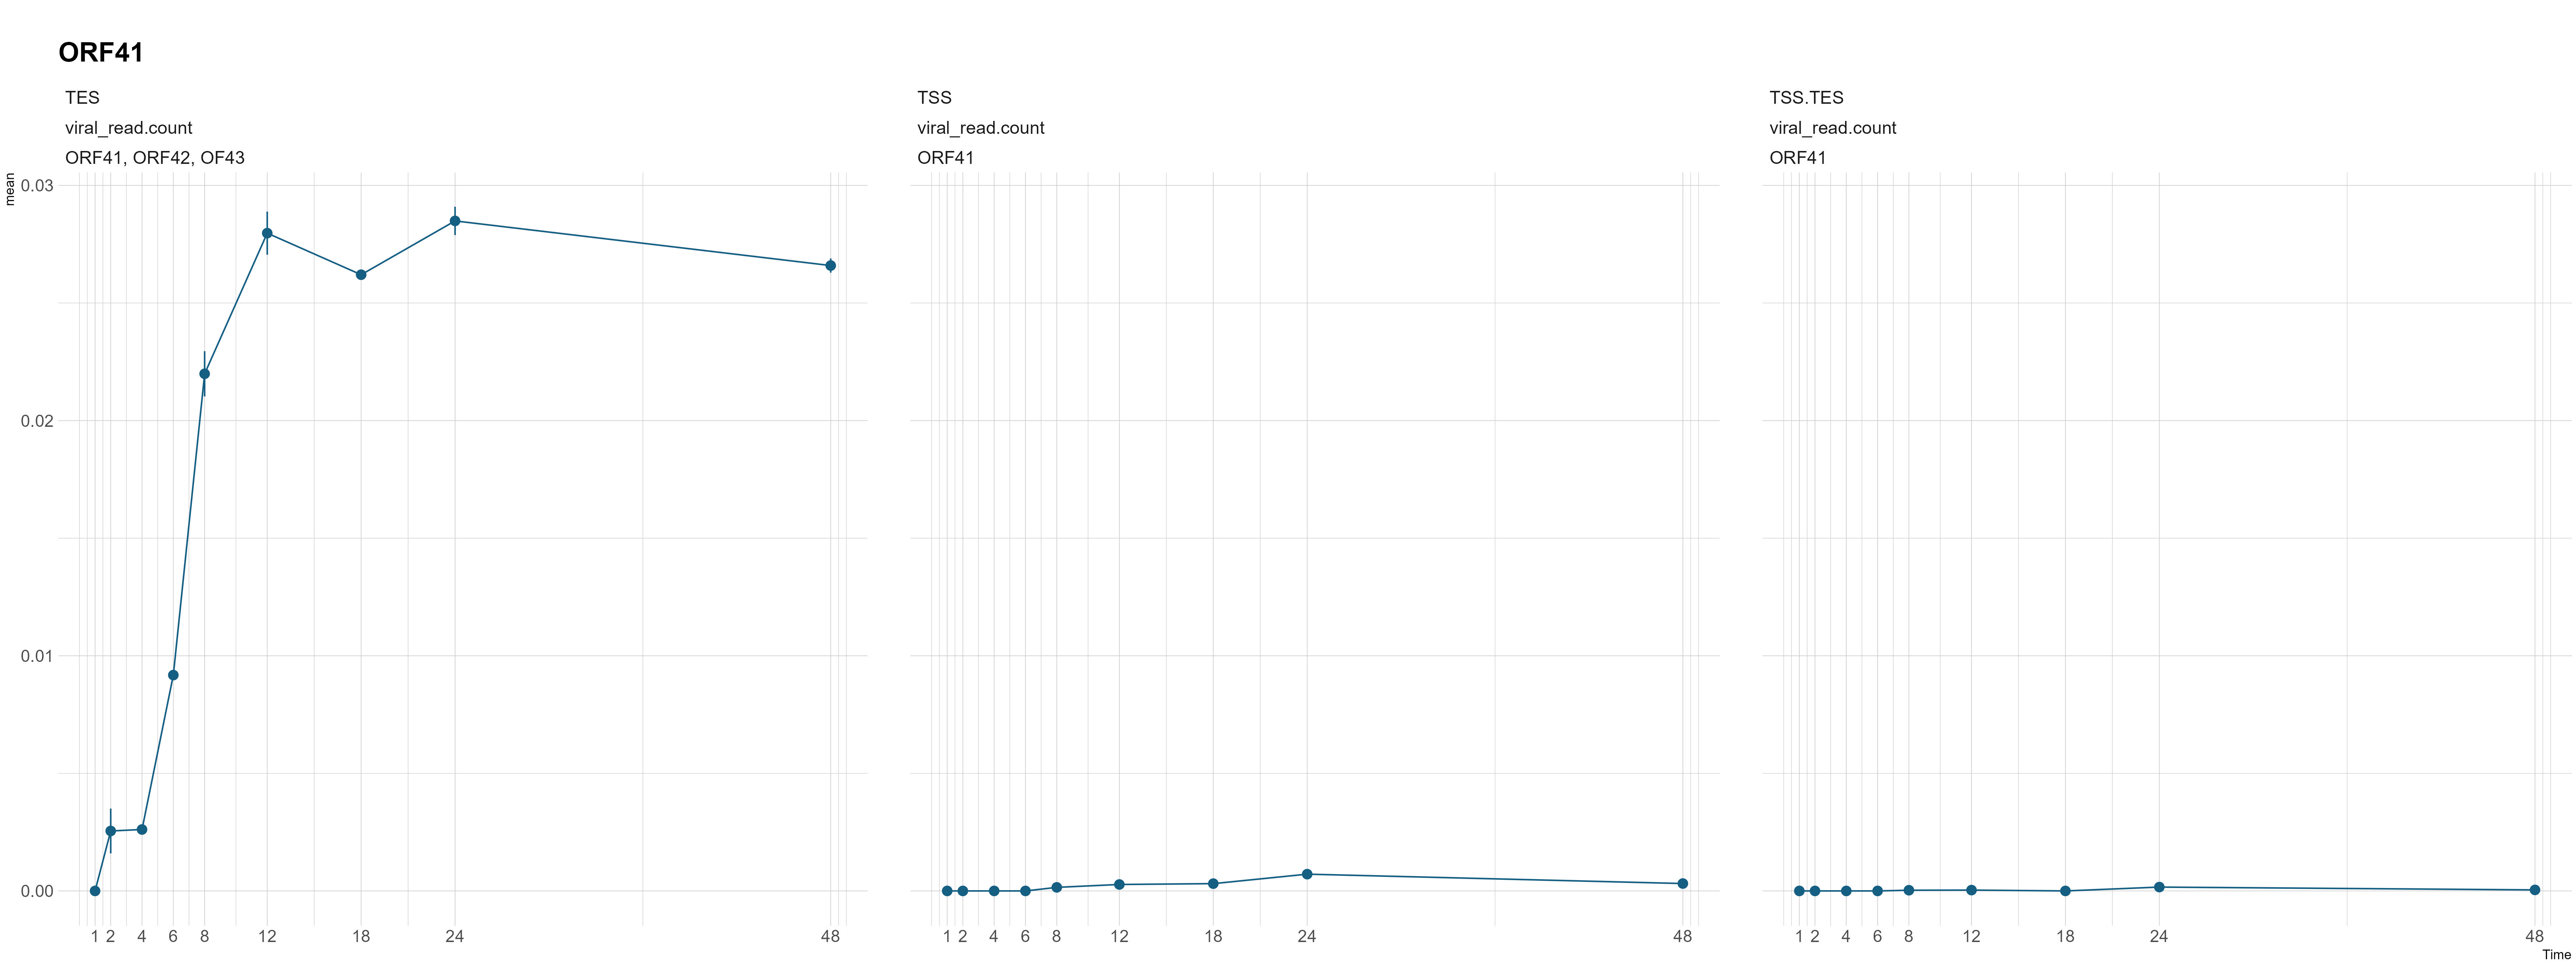 ORF41
TES
viral_read.count
ORF41, ORF42, OF43
TSS
viral_read.count
ORF41
TSS.TES
viral_read.count
ORF41
mean
0.03
0.02
0.01
0.00
1 2 4 6 8 12 18 24 48
1 2 4 6 8 12 18 24 48
1 2 4 6 8 12 18 24 48
Time